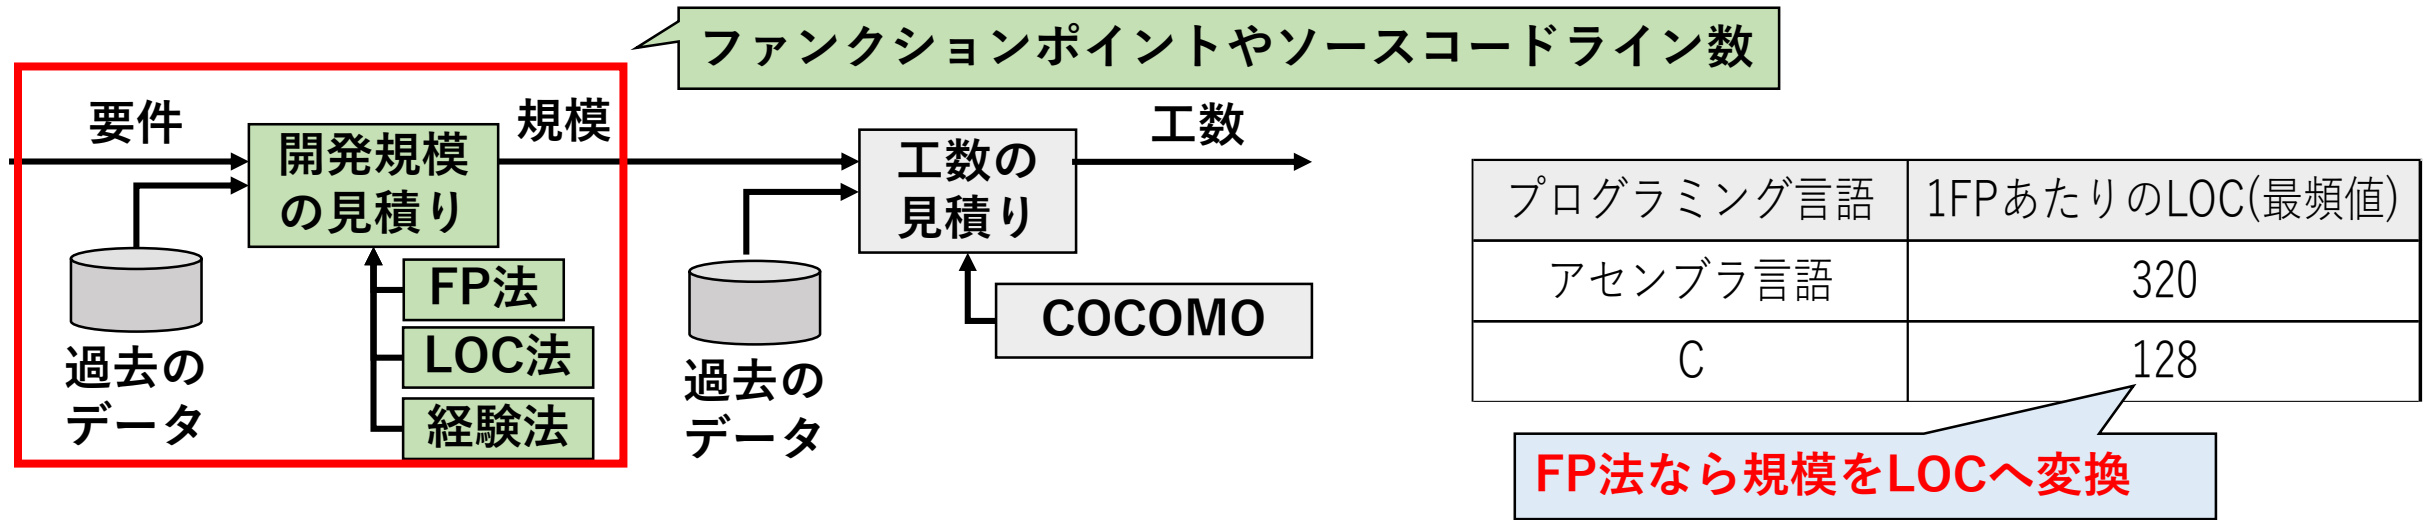 ファンクションポイントやソースコードライン数
要件
開発規模
の見積り
規模
過去の
データ
FP法
LOC法
経験法
工数の
見積り
工数
過去の
データ
COCOMO
プログラミング言語 1FPあたりのLOC(最頻値)
アセンブラ言語 320
C 128
FP法なら規模をLOCへ変換